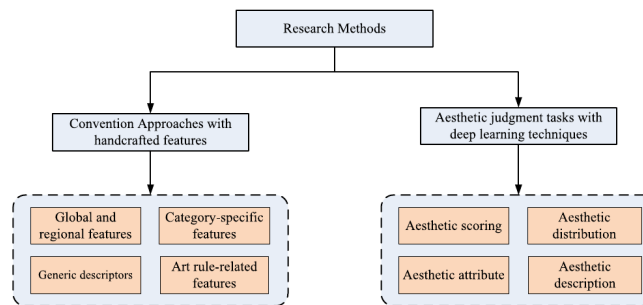 Research Methods
Convention Approaches with
handcrafted features
Aesthetic judgment tasks with
deep learning techniques
Global and
regional features
Category-specific
features
Generic descriptors
Art rule-related
features
Aesthetic scoring
Aesthetic
distribution
Aesthetic attribute
Aesthetic
description